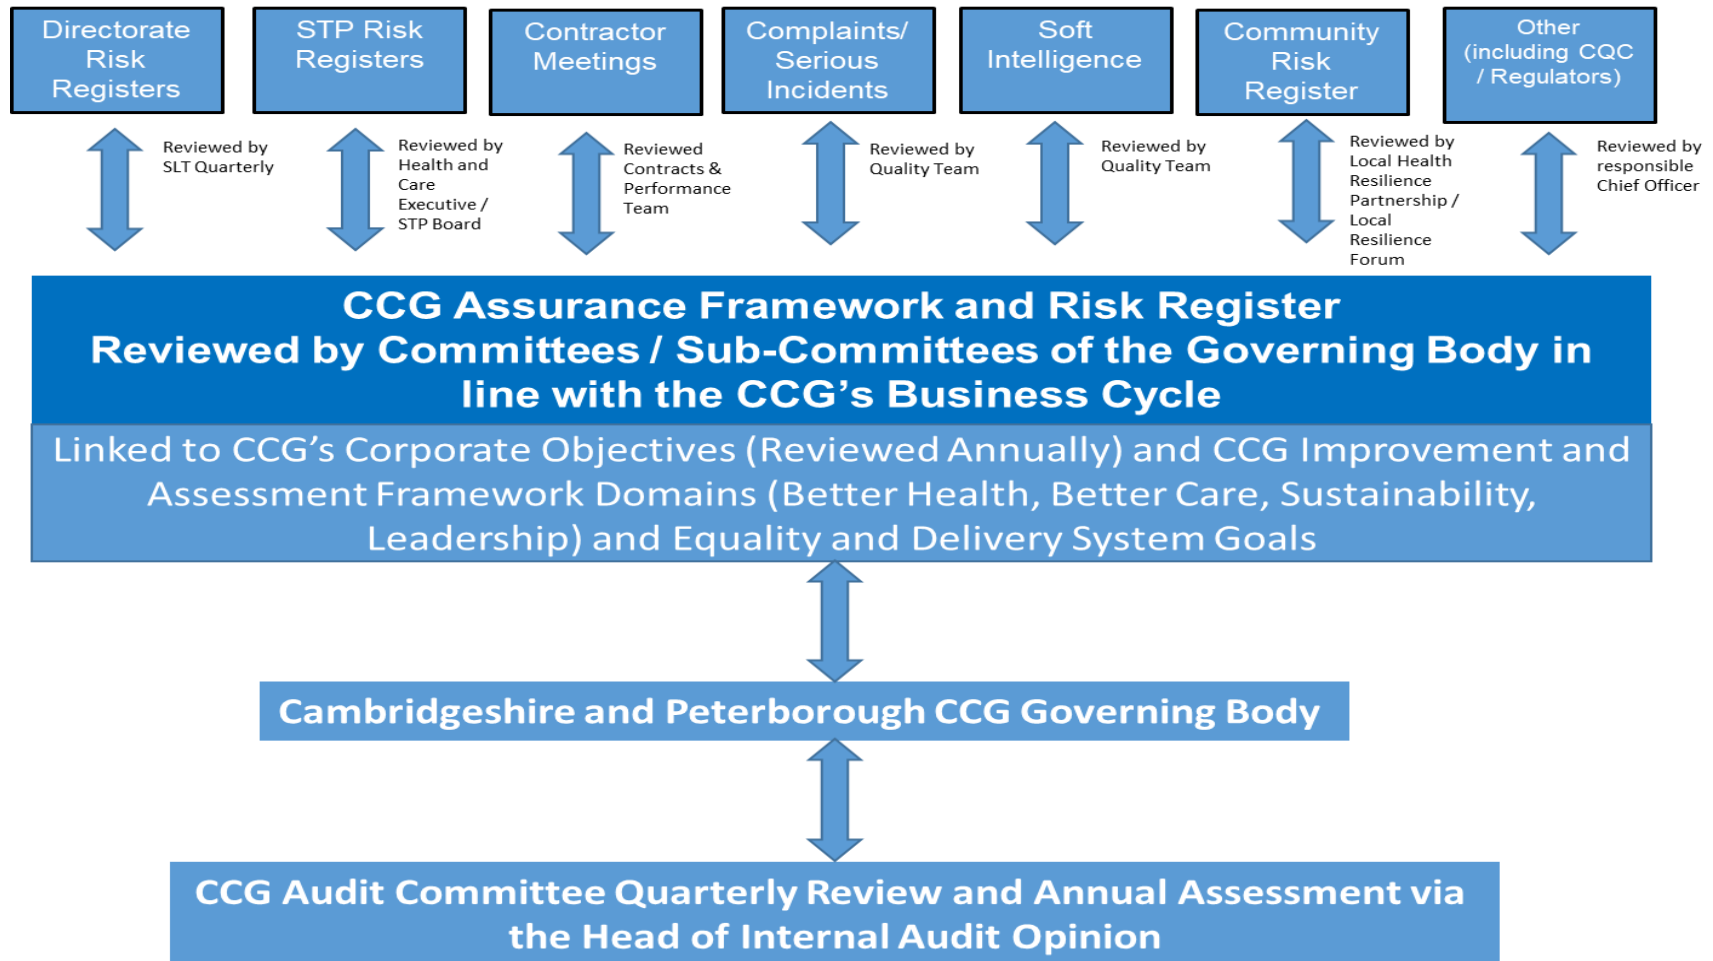 Directorate
Risk
Registers
STP Risk
Registers
Contractor
Meetings
Complaints/
Serious
Incidents
Soft
Intelligence
Community
Risk
Register
Other
(including CQC
/ Regulators)
Reviewed by
SLT Quarterly
Reviewed by
Health and
Care
Executive /
STP Board
Reviewed
Contracts &
Performance
Team
Reviewed by
Quality Team
Reviewed by
Quality Team
Reviewed by
Local Health
Resilience
Partnership /
Local
Resilience
Forum
Reviewed by
responsible
Chief Officer
CCG Assurance Framework and Risk Register
Reviewed by Committees / Sub-Committees of the Governing Body in
line with the CCG’s Business Cycle
Linked to CCG’s Corporate Objectives (Reviewed Annually) and CCG Improvement and
Assessment Framework Domains (Better Health, Better Care, Sustainability,
Leadership) and Equality and Delivery System Goals
Cambridgeshire and Peterborough CCG Governing Body
CCG Audit Committee Quarterly Review and Annual Assessment via
the Head of Internal Audit Opinion